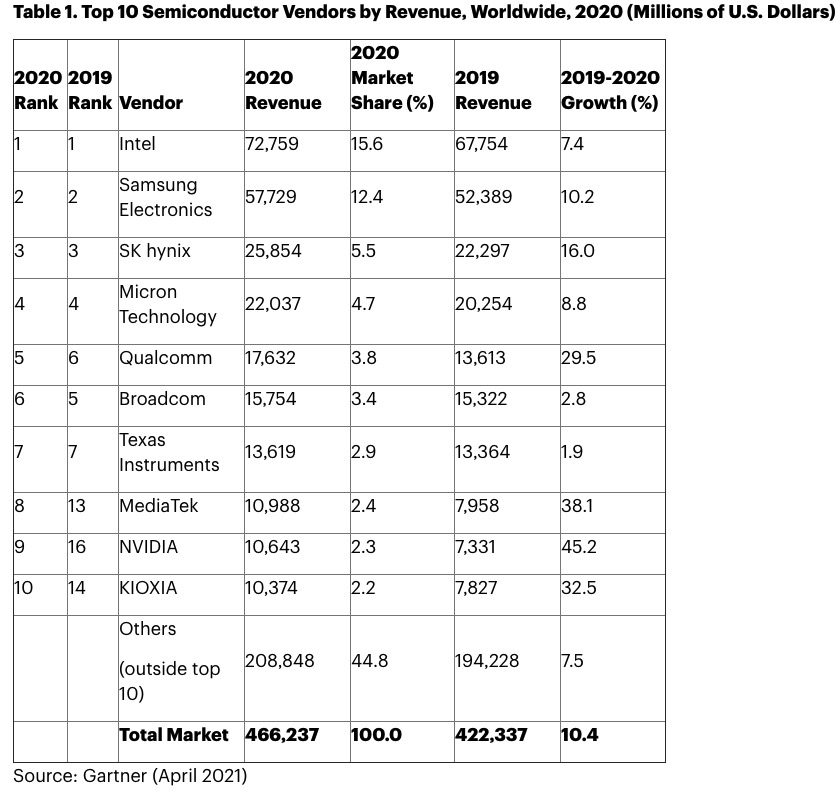 Table 1. Top 10 Semiconductor Vendors by Revenue, Worldwide, 2020 (Millions of U.S. Dollars)
2020 Rank 2019 Rank Vendor 2020 Revenue 2020 Market Share (%) 2019 Revenue 2019-2020 Growth (%)
1 1 Intel 72,759 15.6 67,754 7.4
2 2 Samsung Electronics 57,729 12.4 52,389 10.2
3 3 SK hynix 25,854 5.5 22,297 16.0
4 4 Micron Technology 22,037 4.7 20,254 8.8
5 6 Qualcomm 17,632 3.8 13,613 29.5
6 5 Broadcom 15,754 3.4 15,322 2.8
7 7 Texas Instruments 13,619 2.9 13,364 1.9
8 13 MediaTek 10,988 2.4 7,958 38.1
9 16 NVIDIA 10,643 2.3 7,331 45.2
10 14 KIOXIA 10,374 2.2 7,827 32.5
Others (outside top 10) 208,848 44.8 194,228 7.5
Total Market 466,237 100.0 422,337 10.4
Source: Gartner (April 2021)